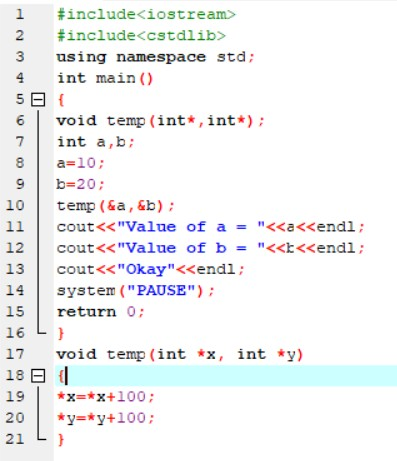 1 #include<iostream>
2 #include<cstdlib>
3 using namespace std;
4 int main()
5 {
6 void temp(int*,int*);
7 int a,b;
8 a=10;
9 b=20;
10 temp(&a,&b);
11 cout<<"Value of a = "<<a<<endl;
12 cout<<"Value of b = "<<b<<endl;
13 cout<<"Okay"<<endl;
14 system("PAUSE");
15 return 0;
16 }
17 void temp(int *x, int *y)
18 {
19 *x=*x+100;
20 *y=*y+100;
21 }